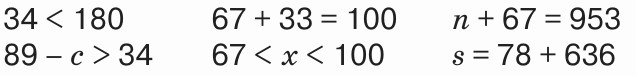 34 < 180 67 + 33 = 100 n + 67 = 953
89 – c > 34 67 < x < 100 s = 78 + 636